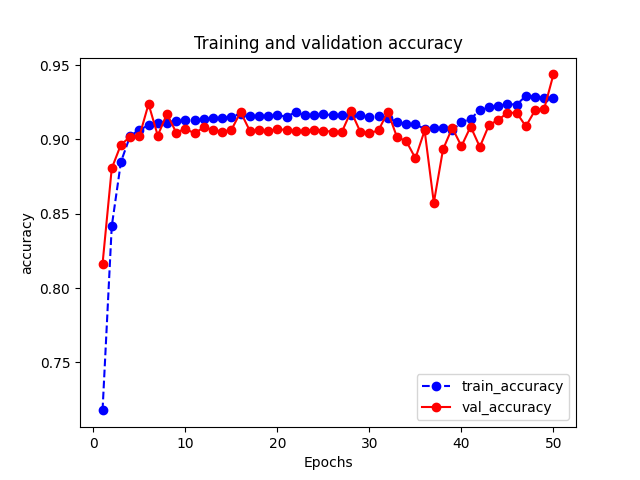 Training and validation accuracy
0.95
0.90
0.85
0.80
0.75
accuracy
0 10 20 30 40 50
Epochs
train_accuracy
val_accuracy